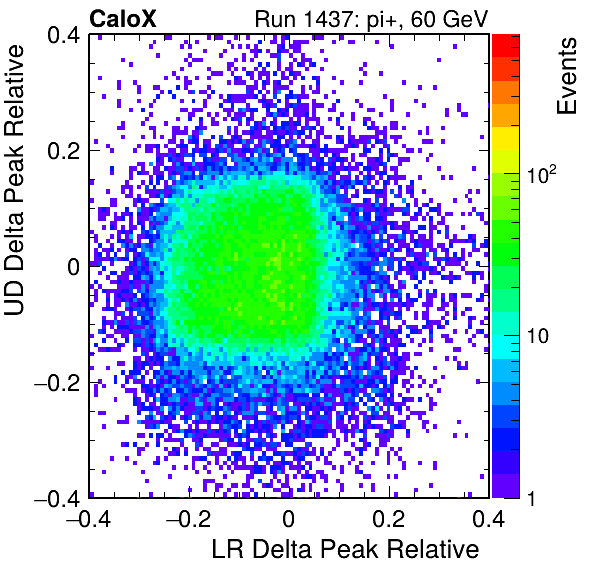 CaloX Run 1437: pi+, 60 GeV
UD Delta Peak Relative
0.4
0.2
0
−0.2
−0.4
−0.4 −0.2 0 0.2 0.4
LR Delta Peak Relative
Events
10²
10
1